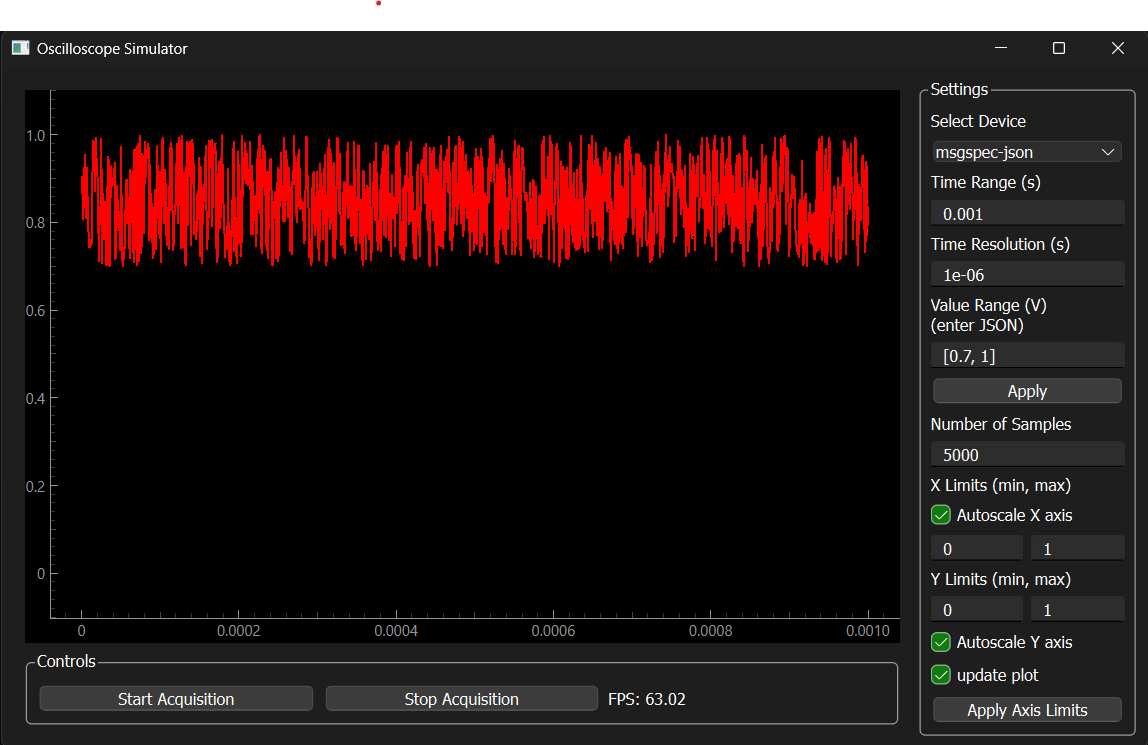 Oscilloscope Simulator
1.0
0.8
0.6
0.4
0.2
0
0 0.0002 0.0004 0.0006 0.0008 0.0010
Controls
Start Acquisition Stop Acquisition FPS: 63.02
Settings
Select Device
msgspec-json
Time Range (s)
0.001
Time Resolution (s)
1e-06
Value Range (V)
(enter JSON)
[0.7, 1]
Apply
Number of Samples
5000
X Limits (min, max)
Autoscale X axis
0 1
Y Limits (min, max)
0 1
Autoscale Y axis
update plot
Apply Axis Limits